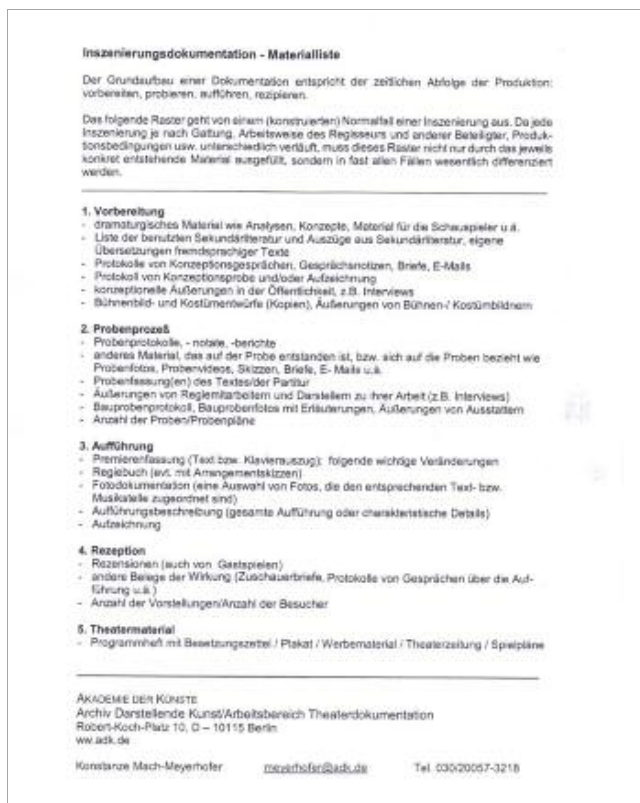 Inszenierungsdokumentation - Materialliste
Der Grundaufbau einer Dokumentation entspricht der zeitlichen Abfolge der Produktion:
vorbereiten, probieren, aufführen, rezipieren.
Das folgende Raster geht von einem (konstruierten) Normalfall einer Inszenierung aus. Da jede
Inszenierung je nach Gattung, Arbeitsweise des Regisseurs und anderer Beteiligter, Produk-
tionsbedingungen usw. unterschiedlich verläuft, muss dieses Raster nicht nur durch das jeweils
konkret entstehende Material ausgefüllt, sondern in fast allen Fällen wesentlich differenziert
werden.
1. Vorbereitung
- dramaturgisches Material wie Analysen, Konzepte, Material für die Schauspieler u.ä.
- Liste der benutzten Sekundärliteratur und Auszüge aus Sekundärliteratur, eigene
Übersetzungen fremdsprachiger Texte
- Protokolle von Konzeptionsgesprächen, Gesprächsnotizen, Briefe, E-Mails
- Protokoll von Konzeptionsprobe und/oder Aufzeichnung
- konzeptionelle Äußerungen in der Öffentlichkeit, z.B. Interviews
- Bühnenbild- und Kostümentwürfe (Kopien), Äußerungen von Bühnen-/ Kostümbildnern
2. Probenprozeß
- Probenprotokolle, - notate, -berichte
- anderes Material, das auf der Probe entstanden ist, bzw. sich auf die Proben bezieht wie
Probenfotos, Probenvideos, Skizzen, Briefe, E- Mails u.ä.
- Probenfassung(en) des Textes/der Partitur
- Äußerungen von Regiemitarbeitern und Darstellern zu ihrer Arbeit (z.B. Interviews)
- Bauprobenprotokoll, Bauprobenfotos mit Erläuterungen, Äußerungen von Ausstattern
- Anzahl der Proben/Probenpläne
3. Aufführung
- Premierenfassung (Text bzw. Klavierauszug): folgende wichtige Veränderungen
- Regiebuch (evt. mit Arrangementskizzen)
- Fotodokumentation (eine Auswahl von Fotos, die den entsprechenden Text- bzw.
Musikstelle zugeordnet sind)
- Aufführungsbeschreibung (gesamte Aufführung oder charakteristische Details)
- Aufzeichnung
4. Rezeption
- Rezensionen (auch von Gastspielen)
- andere Belege der Wirkung (Zuschauerbriefe, Protokolle von Gesprächen über die Auf-
führung u.ä.)
- Anzahl der Vorstellungen/Anzahl der Besucher
5. Theatermaterial
- Programmheft mit Besetzungszettel / Plakat / Werbematerial / Theaterzeitung / Spielpläne
AKADEMIE DER KÜNSTE
Archiv Darstellende Kunst/Arbeitsbereich Theaterdokumentation
Robert-Koch-Platz 10, D – 10115 Berlin
ww.adk.de
Konstanze Mach-Meyerhofer meyerhofer@adk.de Tel. 030/20057-3218